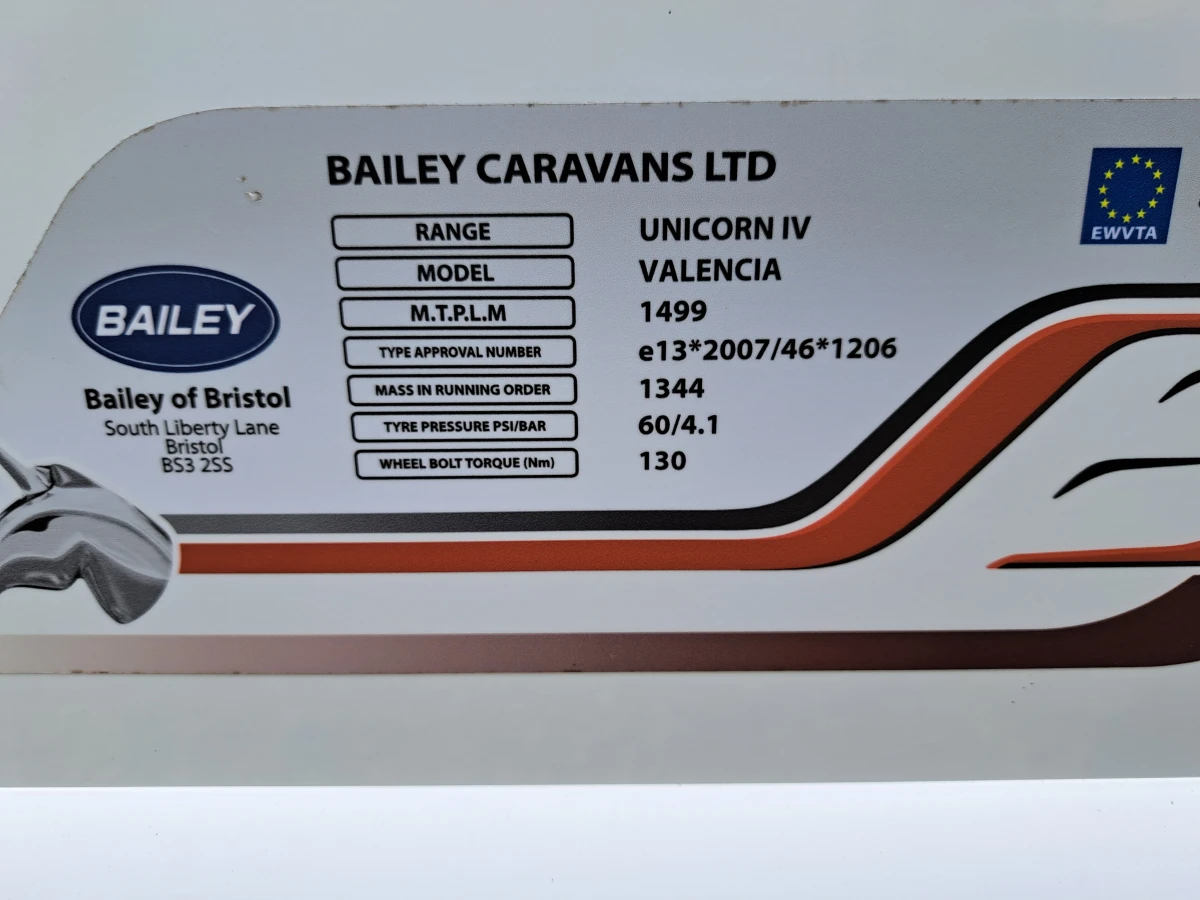 BAILEY CARAVANS LTD
RANGE UNICORN IV
MODEL VALENCIA
M.T.P.L.M 1499
TYPE APPROVAL NUMBER e13*2007/46*1206
MASS IN RUNNING ORDER 1344
TYRE PRESSURE PSI/BAR 60/4.1
WHEEL BOLT TORQUE (Nm) 130
BAILEY
Bailey of Bristol
South Liberty Lane
Bristol
BS3 2SS
EWVTA